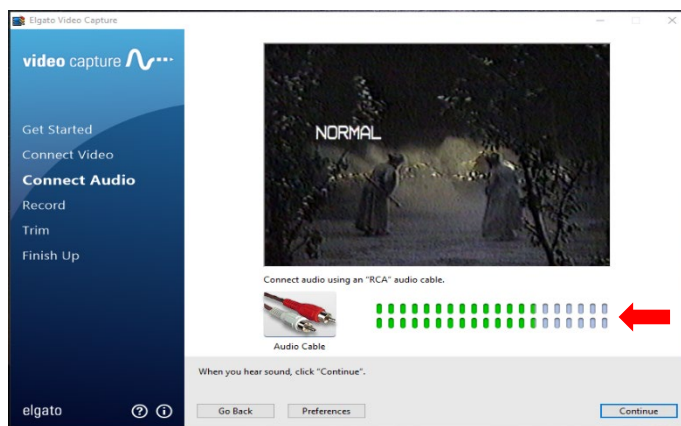 Elgato Video Capture
video capture
Get Started
Connect Video
Connect Audio
Record
Trim
Finish Up
NORMAL
Connect audio using an "RCA" audio cable.
Audio Cable
When you hear sound, click "Continue".
elgato
Go Back
Preferences
Continue